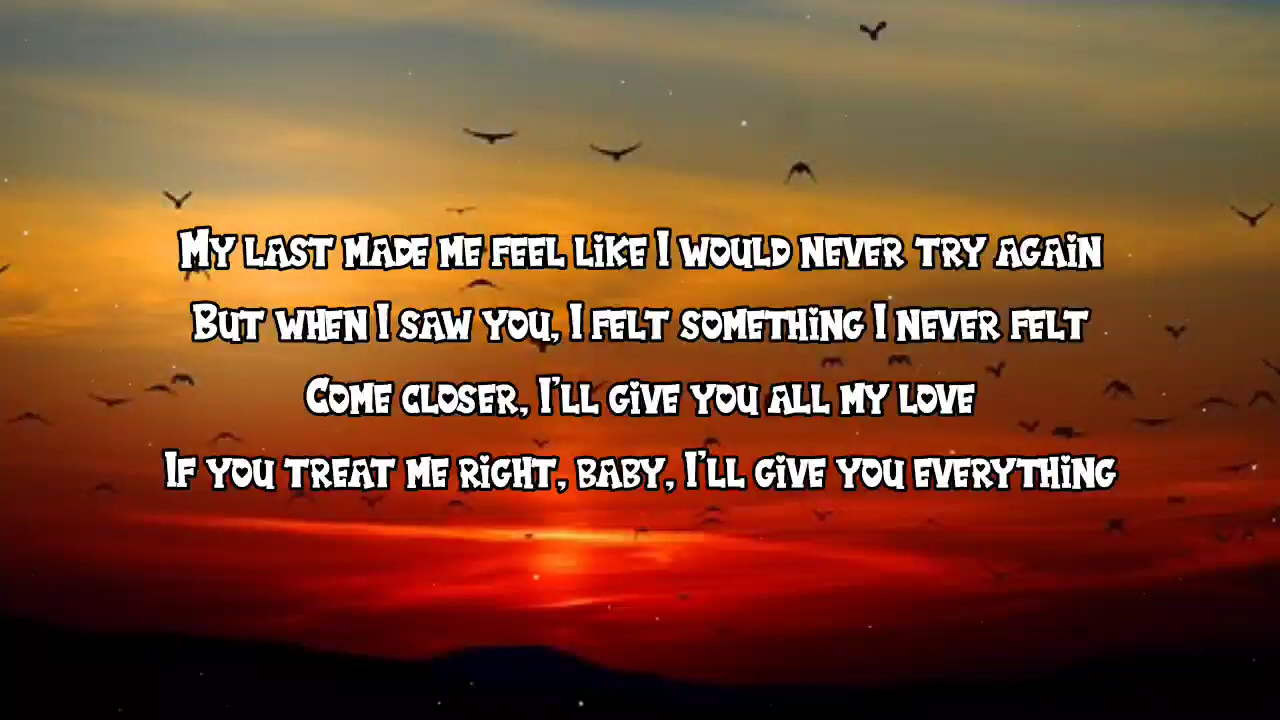 My last made me feel like I would never try again
But when I saw you, I felt something I never felt
Come closer, I'll give you all my love
If you treat me right, baby, I'll give you everything